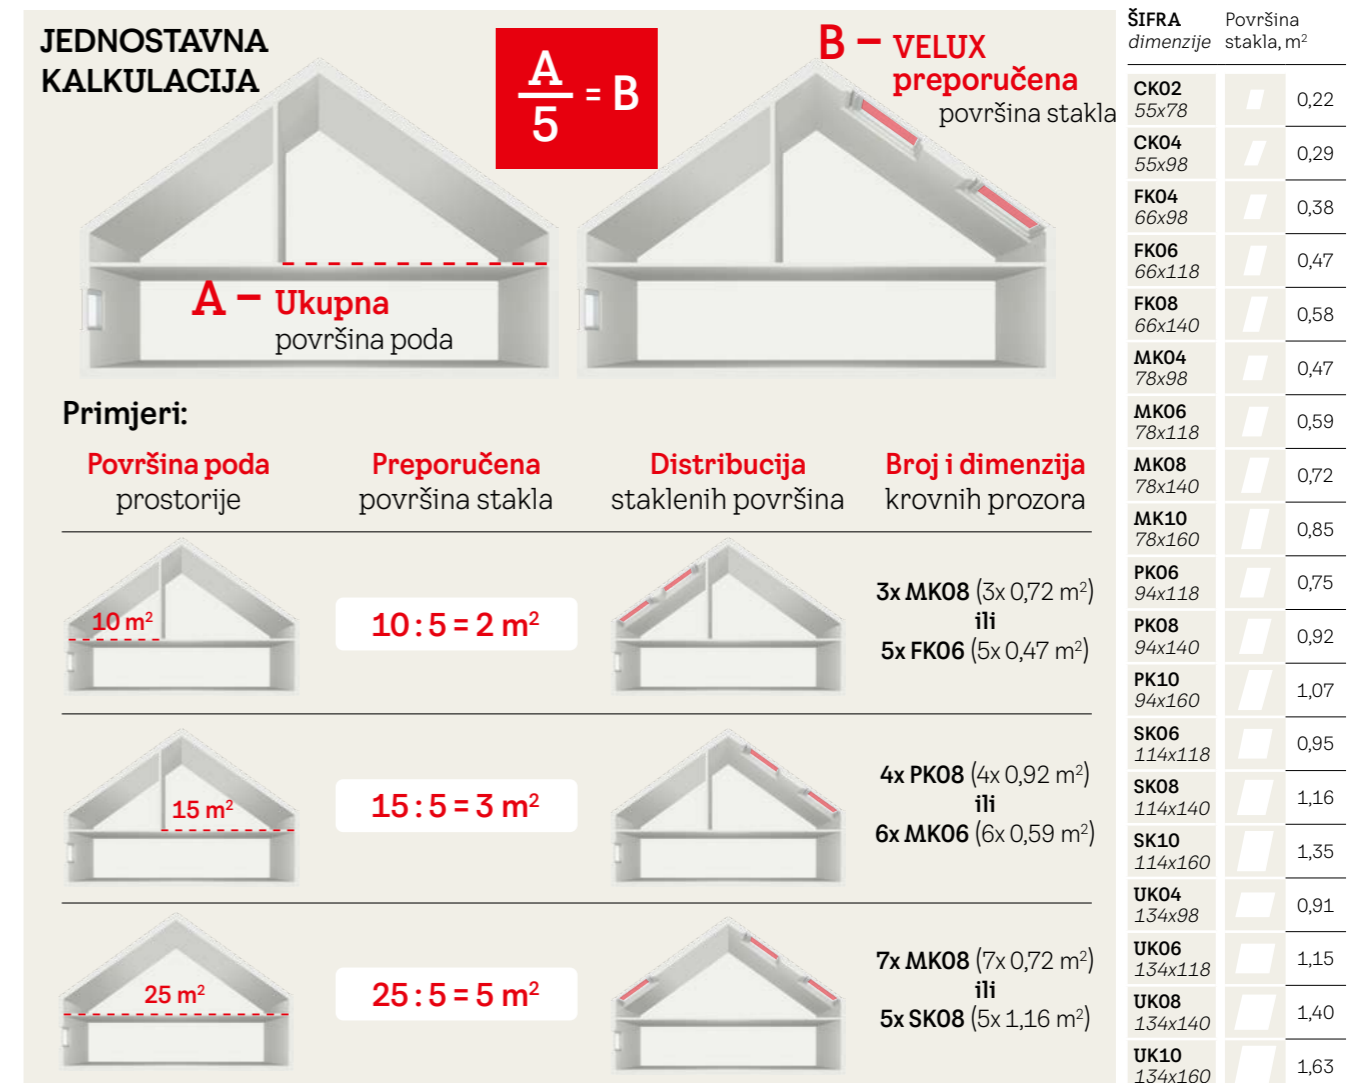 JEDNOSTAVNA
KALKULACIJA
A
5
= B
B – VELUX
preporučena
površina stakla
A – Ukupna
površina poda
Primjeri:
Površina poda
prostorije
Preporučena
površina stakla
Distribucija
staklenih površina
Broj i dimenzija
krovnih prozora
10 m²
10 : 5 = 2 m²
3x MK08 (3x 0,72 m²)
ili
5x FK06 (5x 0,47 m²)
15 m²
15 : 5 = 3 m²
4x PK08 (4x 0,92 m²)
ili
6x MK06 (6x 0,59 m²)
25 m²
25 : 5 = 5 m²
7x MK08 (7x 0,72 m²)
ili
5x SK08 (5x 1,16 m²)
ŠIFRA Površina
dimenzije stakla, m²
CK02
55x78 0,22
CK04
55x98 0,29
FK04
66x98 0,38
FK06
66x118 0,47
FK08
66x140 0,58
MK04
78x98 0,47
MK06
78x118 0,59
MK08
78x140 0,72
MK10
78x160 0,85
PK06
94x118 0,75
PK08
94x140 0,92
PK10
94x160 1,07
SK06
114x118 0,95
SK08
114x140 1,16
SK10
114x160 1,35
UK04
134x98 0,91
UK06
134x118 1,15
UK08
134x140 1,40
UK10
134x160 1,63